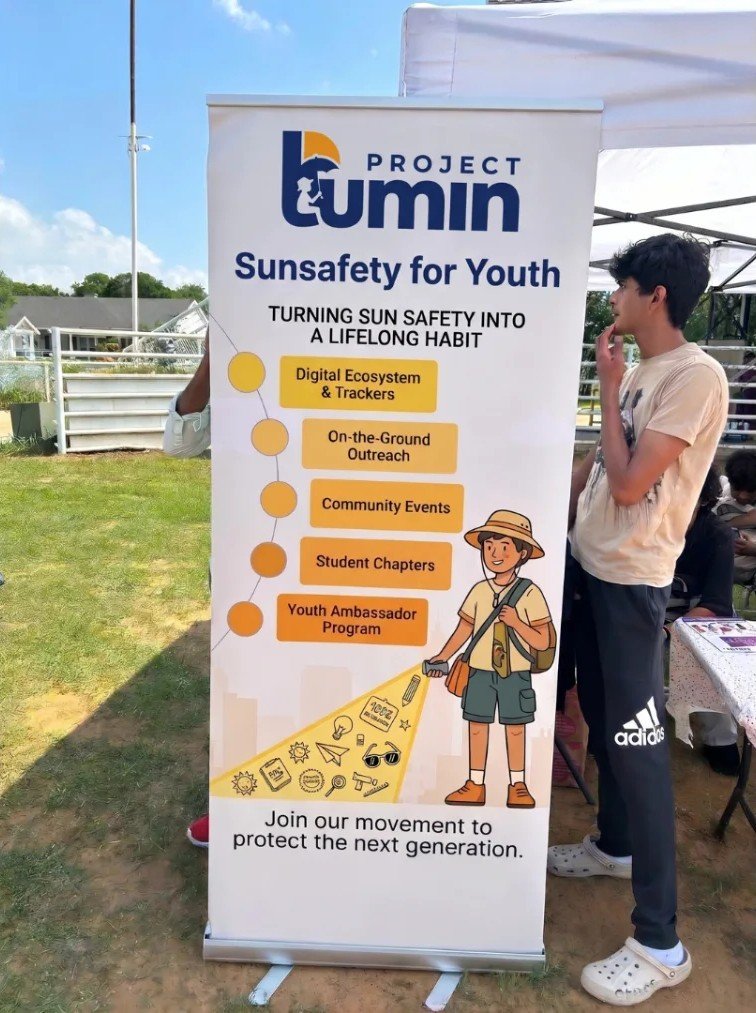 PROJECT
Lumin
Sunsafety for Youth
TURNING SUN SAFETY INTO
A LIFELONG HABIT
Digital Ecosystem
& Trackers
On-the-Ground
Outreach
Community Events
Student Chapters
Youth Ambassador
Program
adidas
Join our movement to
protect the next generation.